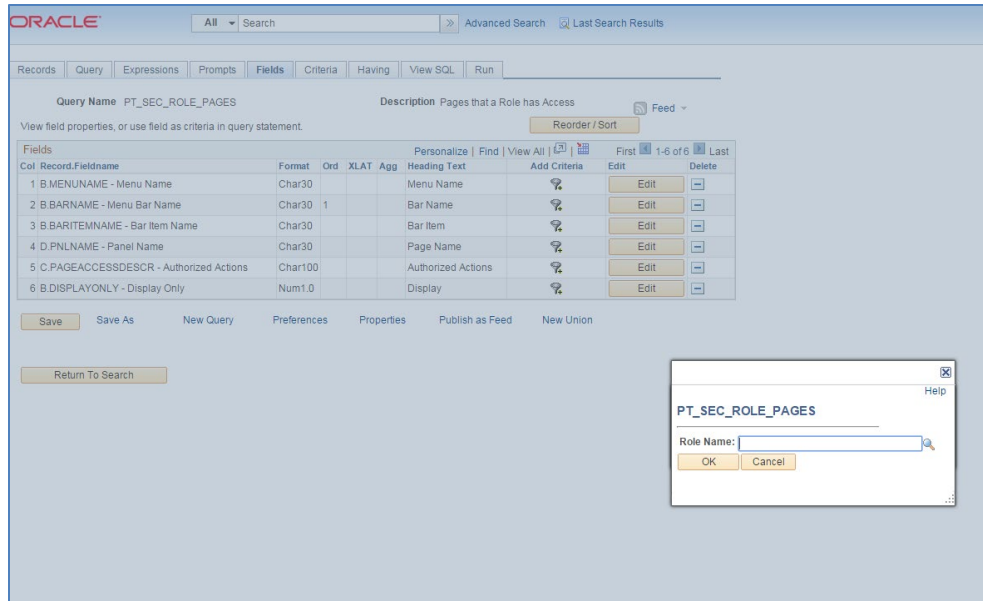 ORACLE
All Search Advanced Search Last Search Results
Records Query Expressions Prompts Fields Criteria Having View SQL Run
Query Name PT_SEC_ROLE_PAGES Description Pages that a Role has Access Feed
View field properties, or use field as criteria in query statement. Reorder / Sort
Fields Personalize | Find | View All | | First 1-6 of 6 Last
Col Record.Fieldname Format Ord XLAT Agg Heading Text Add Criteria Edit Delete
1 B.MENUNAME - Menu Name Char30 Menu Name Edit
2 B.BARNAME - Menu Bar Name Char30 1 Bar Name Edit
3 B.BARITEMNAME - Bar Item Name Char30 Bar Item Edit
4 D.PNLNAME - Panel Name Char30 Page Name Edit
5 C.PAGEACCESSDESCR - Authorized Actions Char100 Authorized Actions Edit
6 B.DISPLAYONLY - Display Only Num1.0 Display Edit
Save Save As New Query Preferences Properties Publish as Feed New Union
Return To Search
Help
PT_SEC_ROLE_PAGES
Role Name:
OK Cancel